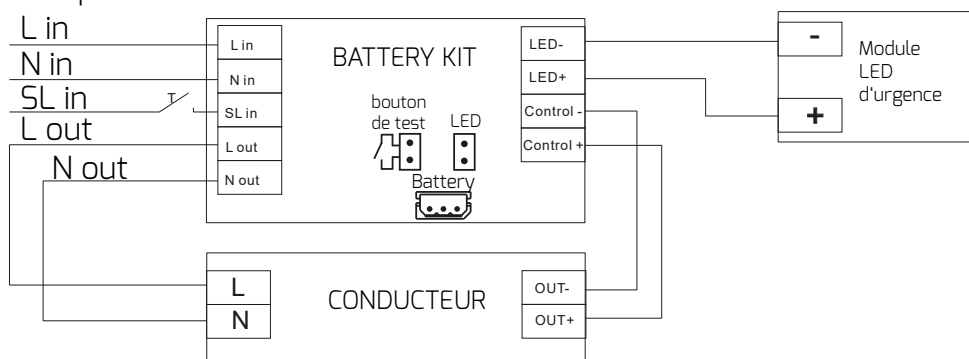 L in
N in
SL in
L out
N out
L in
N in
SL in
L out
N out
BATTERY KIT
bouton
de test
LED
Battery
LED-
LED+
Control -
Control +
-
+
Module
LED
d'urgence
L
N
CONDUCTEUR
OUT-
OUT+